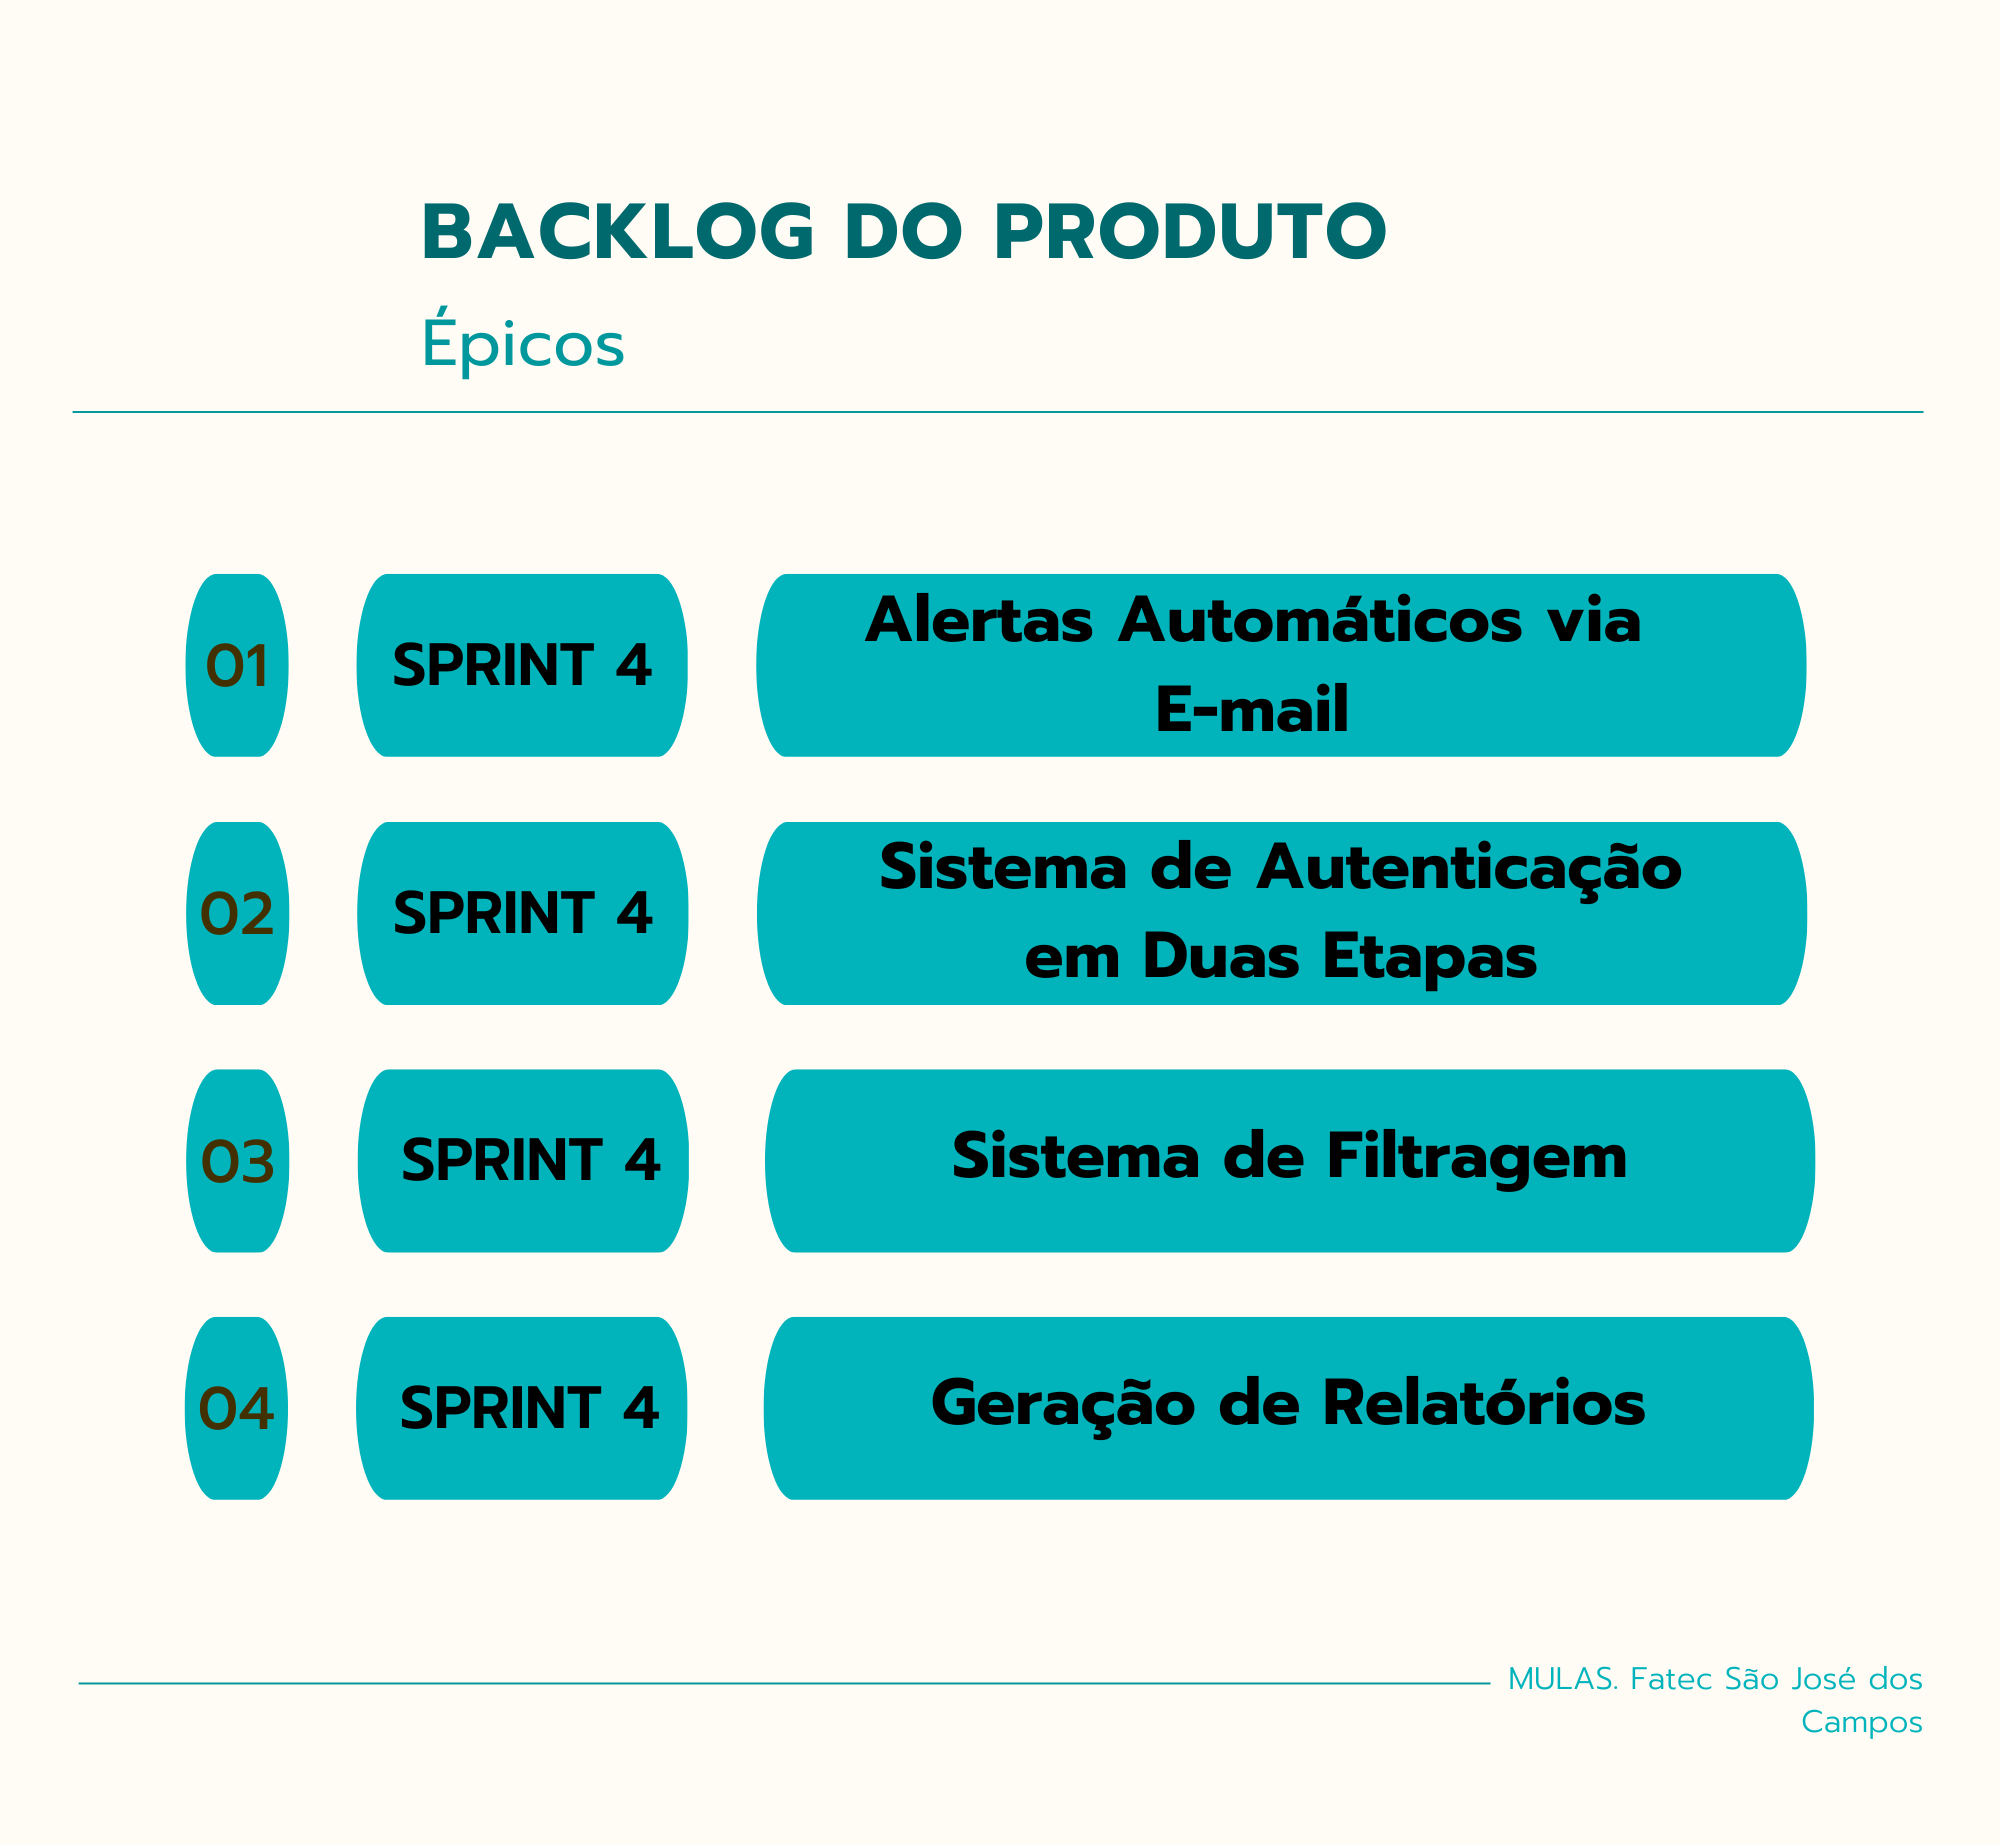 BACKLOG DO PRODUTO
Épicos
01
SPRINT 4
Alertas Automáticos via
E-mail
02
SPRINT 4
Sistema de Autenticação
em Duas Etapas
03
SPRINT 4
Sistema de Filtragem
04
SPRINT 4
Geração de Relatórios
MULAS. Fatec São José dos
Campos